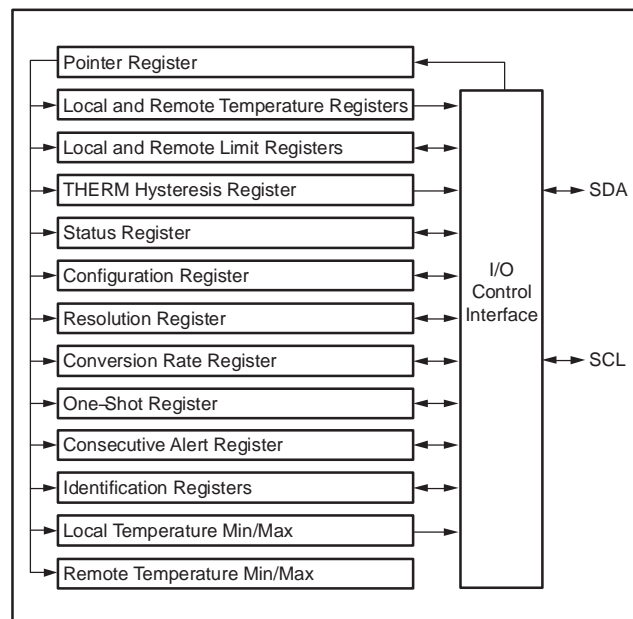 Pointer Register
Local and Remote Temperature Registers
Local and Remote Limit Registers
THERM Hysteresis Register
SDA
Status Register
I/O
Control
Interface
Configuration Register
Resolution Register
Conversion Rate Register
SCL
One–Shot Register
Consecutive Alert Register
Identification Registers
Local Temperature Min/Max
Remote Temperature Min/Max